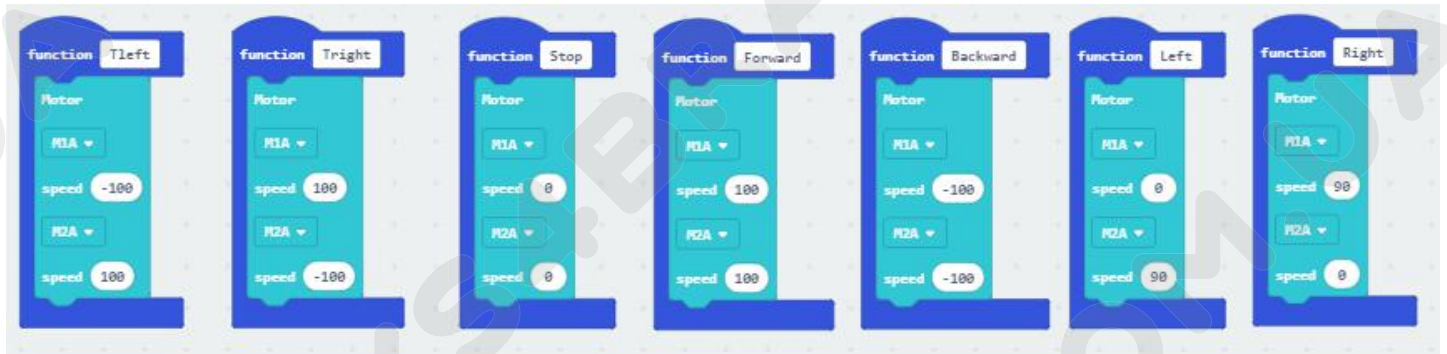 function Tleft
Motor
M1A
speed -100
M2A
speed 100
function Tright
Motor
M1A
speed 100
M2A
speed -100
function Stop
Motor
M1A
speed 0
M2A
speed 0
function Forward
Motor
M1A
speed 100
M2A
speed 100
function Backward
Motor
M1A
speed -100
M2A
speed -100
function Left
Motor
M1A
speed 0
M2A
speed 90
function Right
Motor
M1A
speed 90
M2A
speed 0